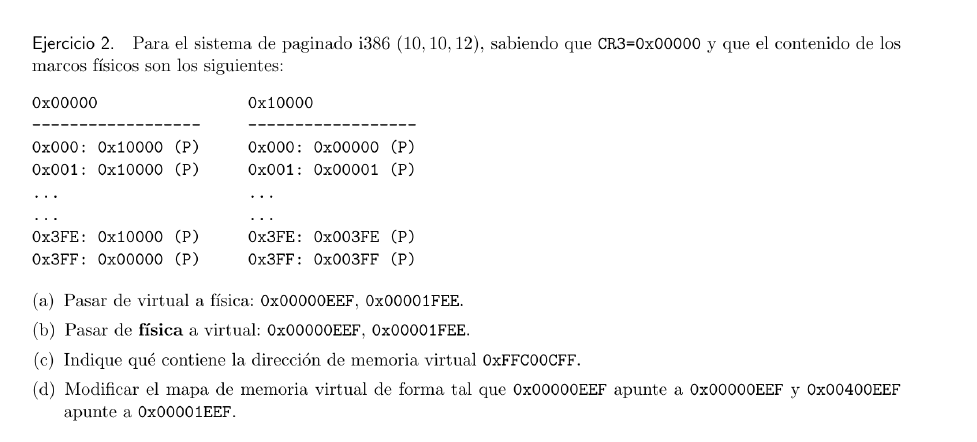 Ejercicio 2. Para el sistema de paginado i386 (10, 10, 12), sabiendo que CR3=0x00000 y que el contenido de los
marcos físicos son los siguientes:
0x00000 0x10000
------------------ ------------------
0x000: 0x10000 (P) 0x000: 0x00000 (P)
0x001: 0x10000 (P) 0x001: 0x00001 (P)
... ...
... ...
0x3FE: 0x10000 (P) 0x3FE: 0x003FE (P)
0x3FF: 0x00000 (P) 0x3FF: 0x003FF (P)
(a) Pasar de virtual a física: 0x00000EEF, 0x00001FEE.
(b) Pasar de física a virtual: 0x00000EEF, 0x00001FEE.
(c) Indique qué contiene la dirección de memoria virtual 0xFFC00CFF.
(d) Modificar el mapa de memoria virtual de forma tal que 0x00000EEF apunte a 0x00000EEF y 0x00400EEF
apunte a 0x00001EEF.